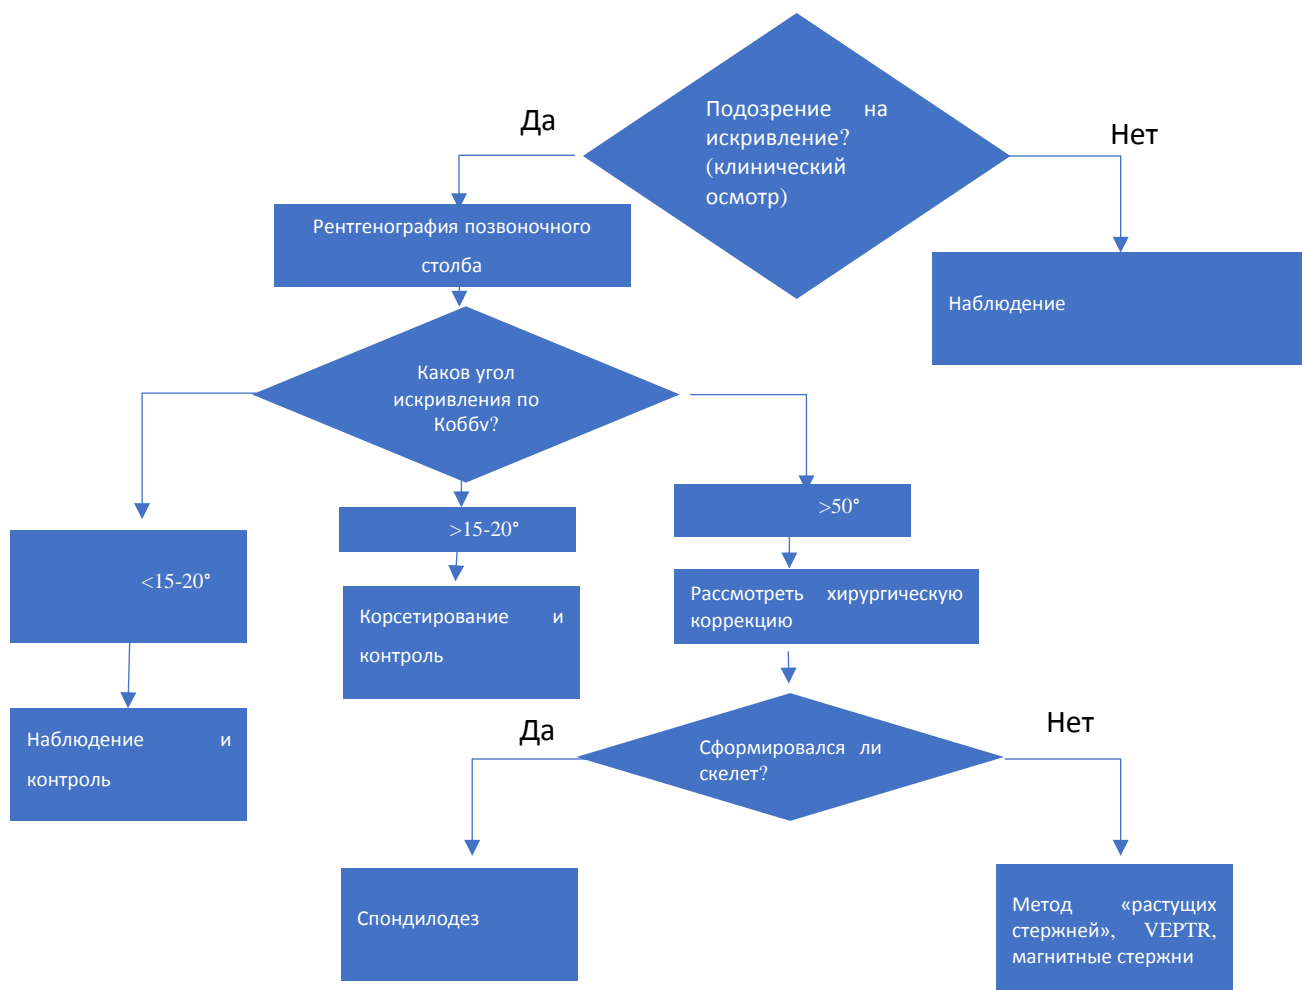 Да
Подозрение на
искривление?
(клинический
осмотр)
Нет
Рентгенография позвоночного
столба
Наблюдение
Каков угол
искривления по
Коббу?
<15-20°
>15-20°
>50°
Корсетирование и
контроль
Рассмотреть хирургическую
коррекцию
Наблюдение и
контроль
Да
Сформировался ли
скелет?
Нет
Спондилодез
Метод «растущих
стержней», VEPTR,
магнитные стержни